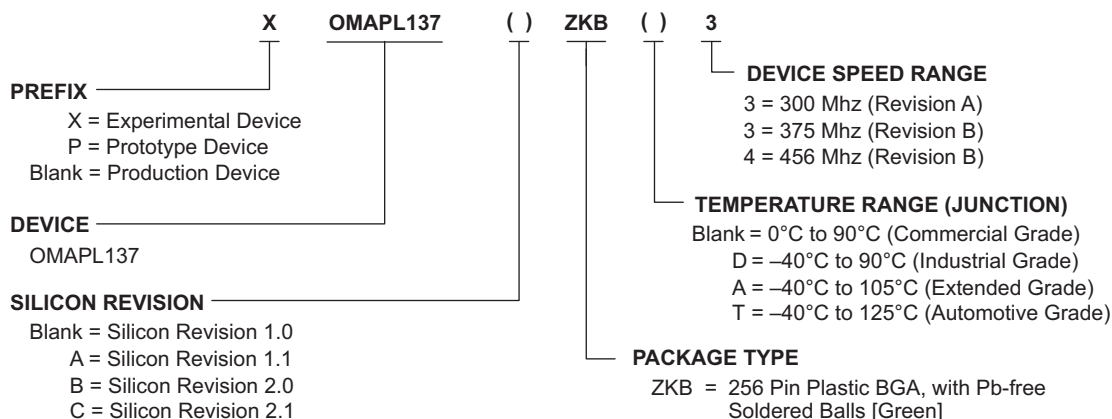 X OMAPL137 ( ) ZKB ( ) 3
PREFIX
X = Experimental Device
P = Prototype Device
Blank = Production Device
DEVICE
OMAPL137
SILICON REVISION
Blank = Silicon Revision 1.0
A = Silicon Revision 1.1
B = Silicon Revision 2.0
C = Silicon Revision 2.1
DEVICE SPEED RANGE
3 = 300 Mhz (Revision A)
3 = 375 Mhz (Revision B)
4 = 456 Mhz (Revision B)
TEMPERATURE RANGE (JUNCTION)
Blank = 0°C to 90°C (Commercial Grade)
D = –40°C to 90°C (Industrial Grade)
A = –40°C to 105°C (Extended Grade)
T = –40°C to 125°C (Automotive Grade)
PACKAGE TYPE
ZKB = 256 Pin Plastic BGA, with Pb-free
Soldered Balls [Green]